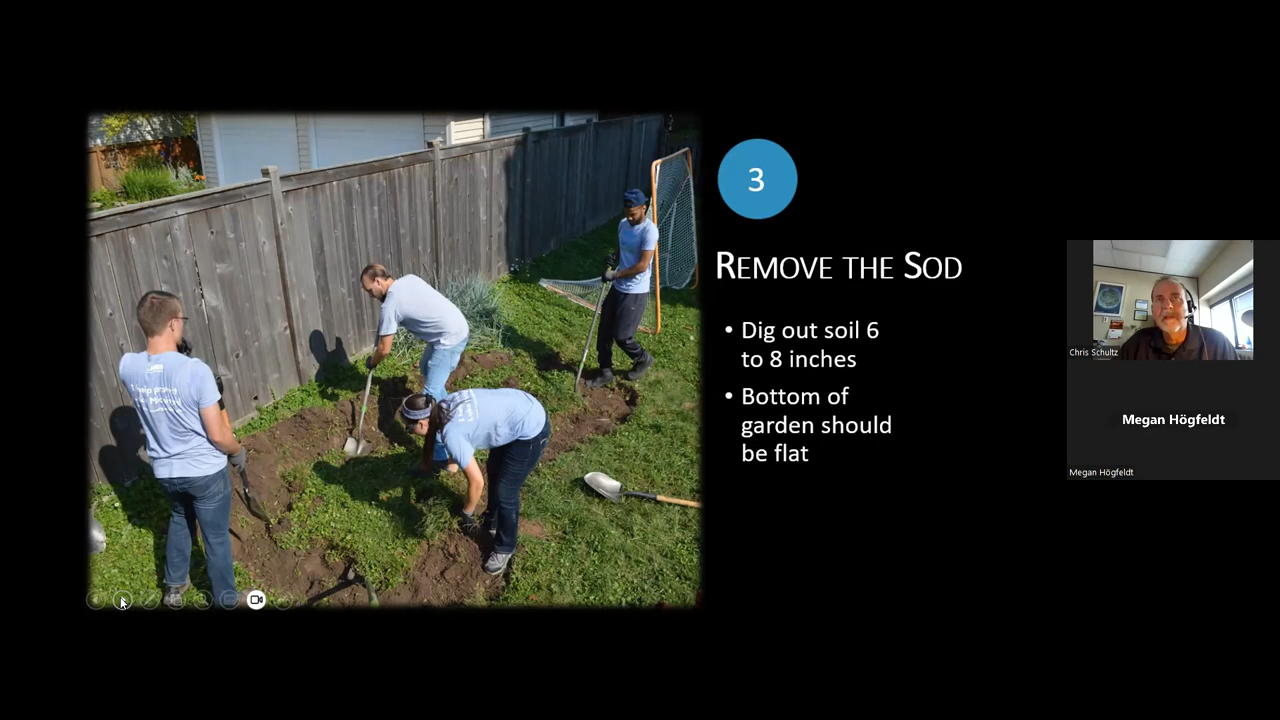 3
REMOVE THE SOD
• Dig out soil 6
to 8 inches
• Bottom of
garden should
be flat
Chris Schultz
Megan Högfeldt
Megan Högfeldt